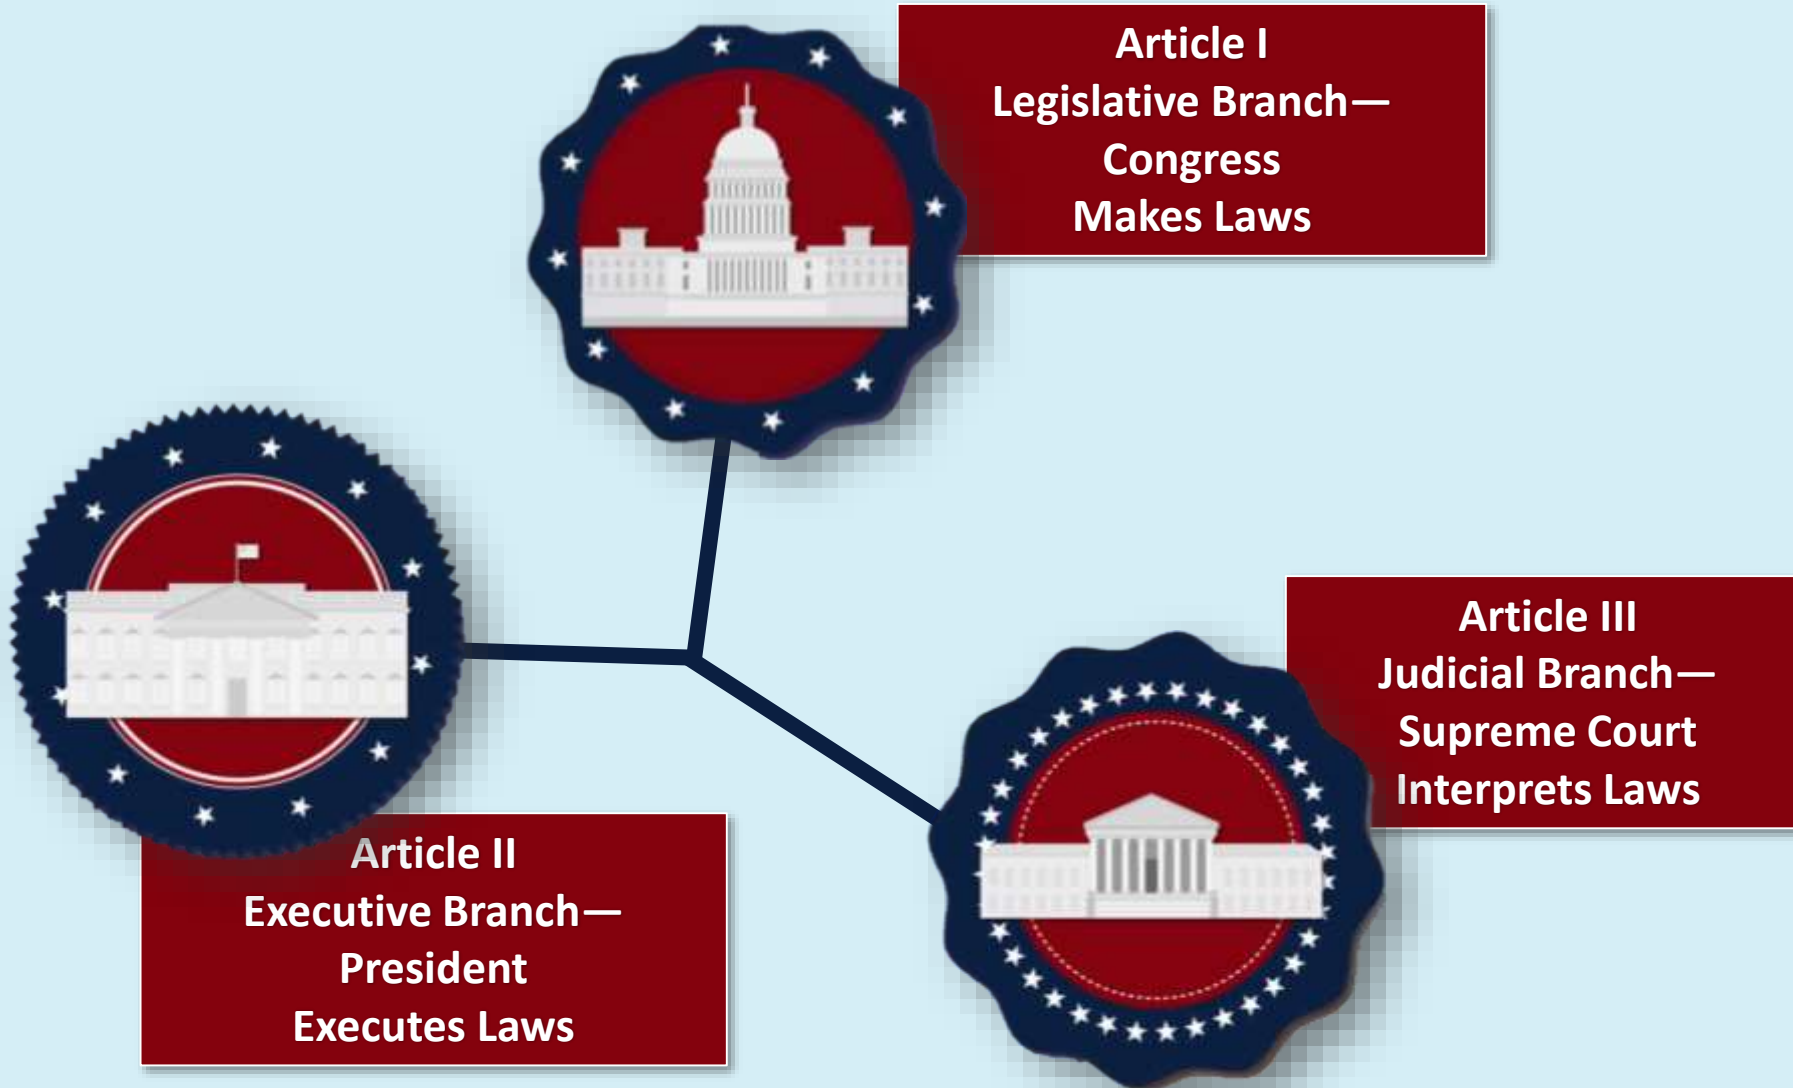 Article I
Legislative Branch—
Congress
Makes Laws
Article II
Executive Branch—
President
Executes Laws
Article III
Judicial Branch—
Supreme Court
Interprets Laws